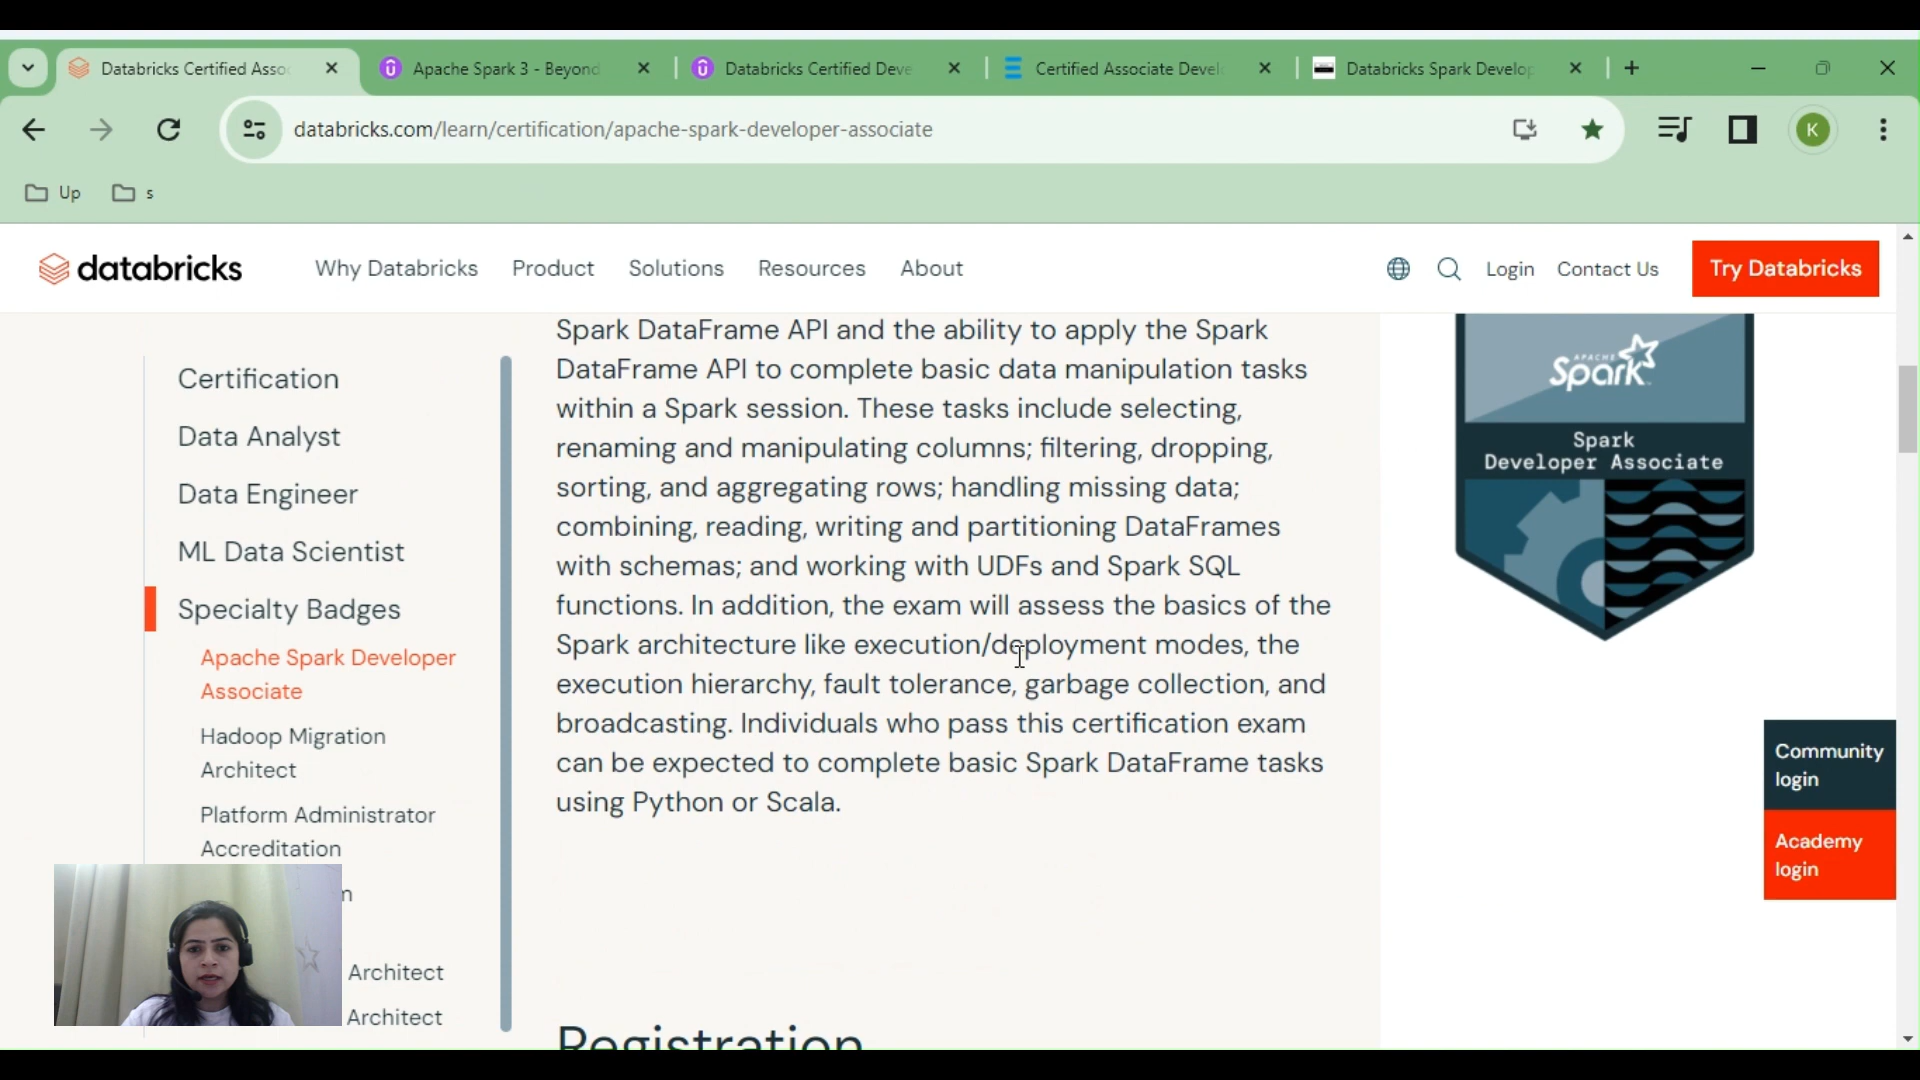 Databricks Certified Asso
Apache Spark 3 - Beyond
Databricks Certified Deve
Certified Associate Devel
Databricks Spark Develop
databricks.com/learn/certification/apache-spark-developer-associate
K
Up
s
databricks
Why Databricks
Product
Solutions
Resources
About
Login
Contact Us
Try Databricks
Certification
Data Analyst
Data Engineer
ML Data Scientist
Specialty Badges
Apache Spark Developer
Associate
Hadoop Migration
Architect
Platform Administrator
Accreditation
n
Architect
Architect
Spark DataFrame API and the ability to apply the Spark
DataFrame API to complete basic data manipulation tasks
within a Spark session. These tasks include selecting,
renaming and manipulating columns; filtering, dropping,
sorting, and aggregating rows; handling missing data;
combining, reading, writing and partitioning DataFrames
with schemas; and working with UDFs and Spark SQL
functions. In addition, the exam will assess the basics of the
Spark architecture like execution/deployment modes, the
execution hierarchy, fault tolerance, garbage collection, and
broadcasting. Individuals who pass this certification exam
can be expected to complete basic Spark DataFrame tasks
using Python or Scala.
Registration
APACHE
Spark
Spark
Developer Associate
Community
login
Academy
login